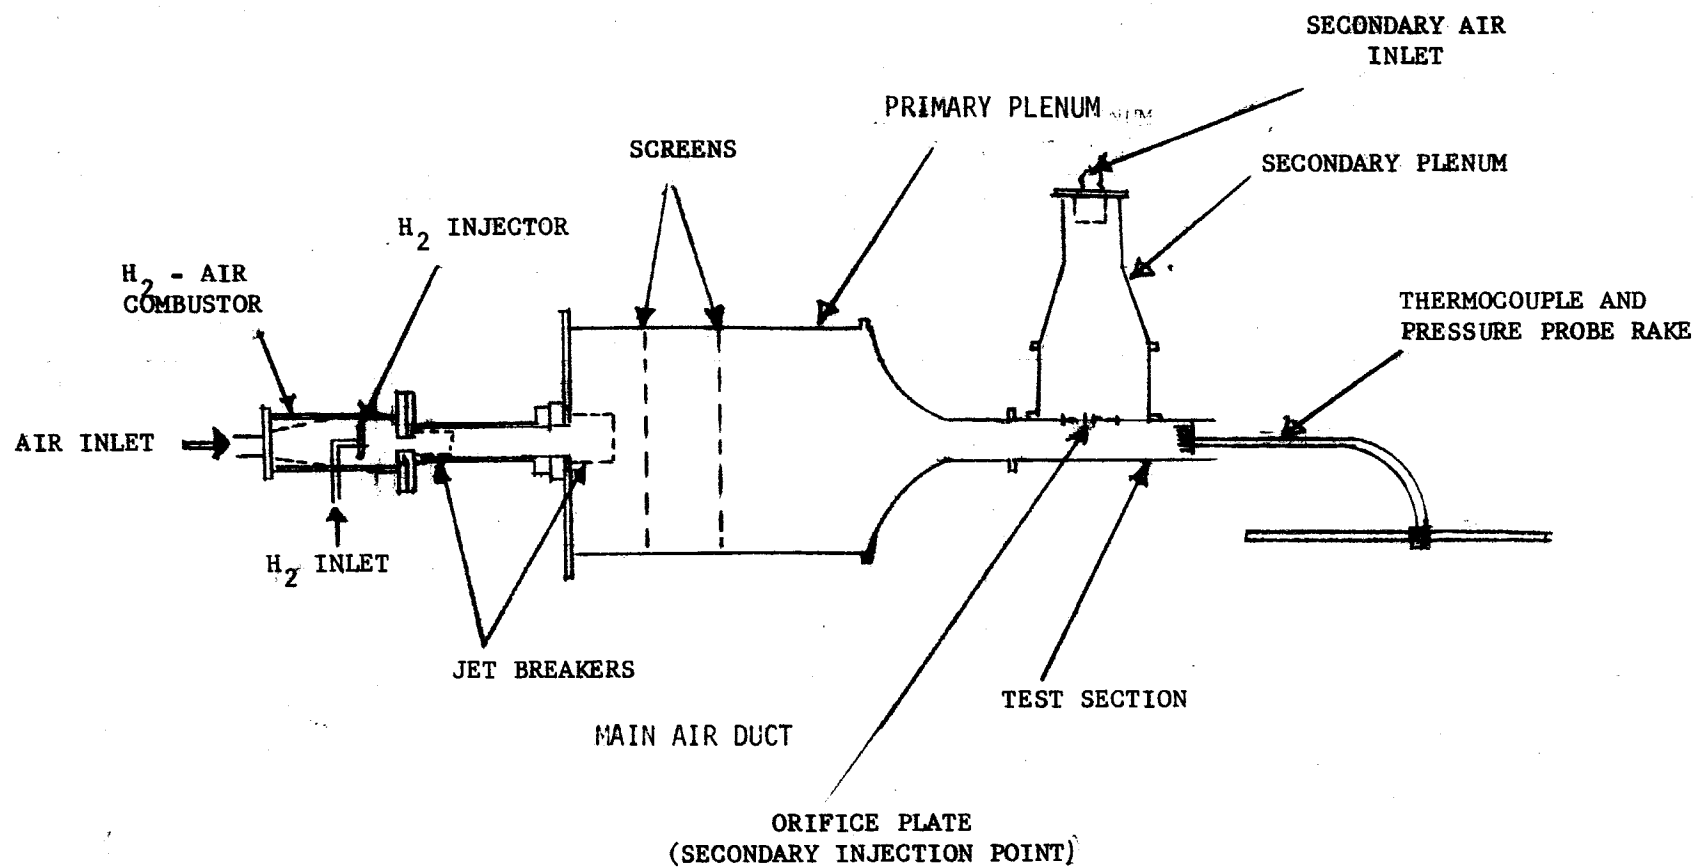 SECONDARY AIR
INLET
PRIMARY PLENUM
SCREENS
SECONDARY PLENUM
H2 INJECTOR
H2 - AIR
COMBUSTOR
THERMOCOUPLE AND
PRESSURE PROBE RAKE
AIR INLET
H2 INLET
JET BREAKERS
TEST SECTION
MAIN AIR DUCT
ORIFICE PLATE
(SECONDARY INJECTION POINT)